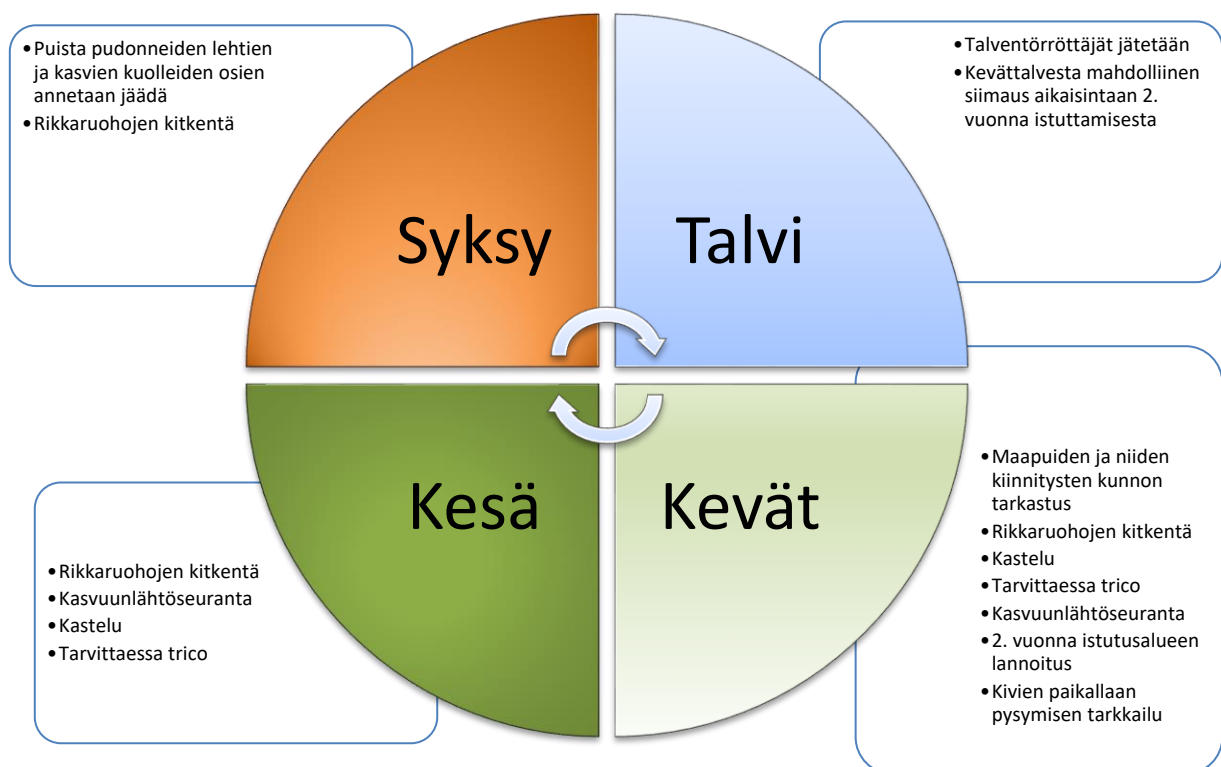 •Puista pudonneiden lehtien
ja kasvien kuolleiden osien
annetaan jäädä
•Rikkaruohojen kitkentä
•Talventörröttäjät jätetään
•Kevättalvesta mahdolliinen
siimaus aikaisintaan 2.
vuonna istuttamisesta
Syksy
Talvi
Kesä
Kevät
•Rikkaruohojen kitkentä
•Kasvuunlähtöseuranta
•Kastelu
•Tarvittaessa trico
•Maapuiden ja niiden
kiinnitysten kunnon
tarkastus
•Rikkaruohojen kitkentä
•Kastelu
•Tarvittaessa trico
•Kasvuunlähtöseuranta
•2. vuonna istutusalueen
lannoitus
•Kivien paikallaan
pysymisen tarkkailu